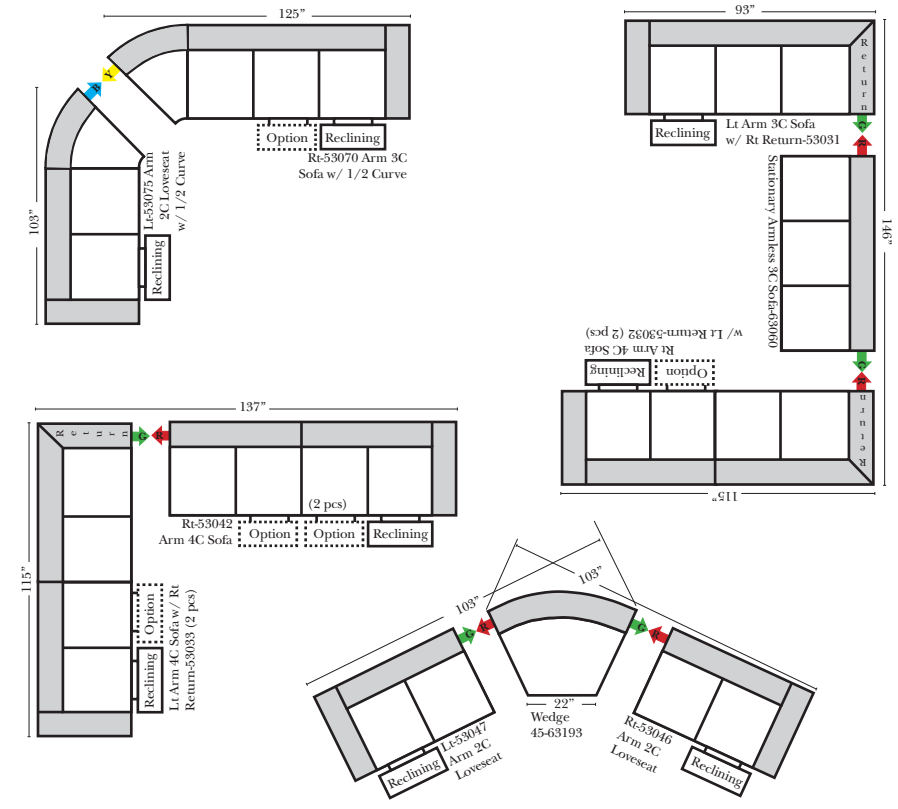 125”
B
Y
Option
Reclining
Rt-53070 Arm 3C
Sofa w/ 1/2 Curve
103”
Lt-53075 Arm
2C Loveseat
w/ 1/2 Curve
Reclining
93”
Return
Reclining
Lt Arm 3C Sofa
w/ Rt Return-53031
G
R
Stationary Armless 3C Sofa-63060
146”
G
R
Rt Arm 4C Sofa
w/ Lt Return-53032 (2 pcs)
Reclining
Option
Return
115”
137”
Return
G
R
(2 pcs)
Rt-53042
Arm 4C Sofa
Option
Option
Reclining
115”
Option
Reclining
Lt Arm 4C Sofa w/ Rt
Return-53033 (2 pcs)
103”
103”
G
R
G
R
22”
Wedge
45-63193
Lt-53047
Arm 2C
Loveseat
Reclining
Rt-53046
Arm 2C
Loveseat
Reclining